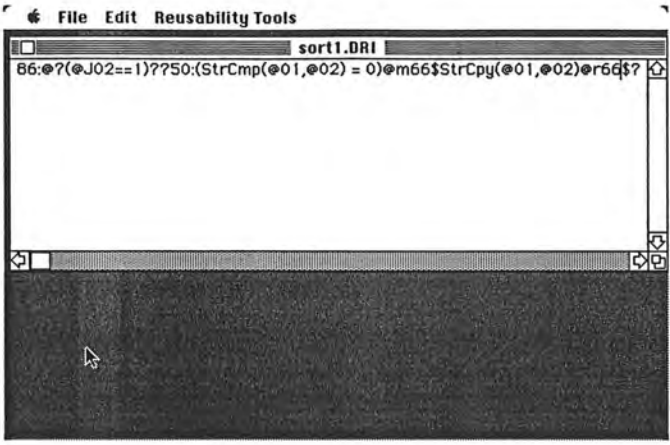 File Edit Reusability Tools
sort1.DRI
86:@?(@J02==1)??50:(StrCmp(@01,@02) = 0)@m66$StrCpy(@01,@02)@r66$?